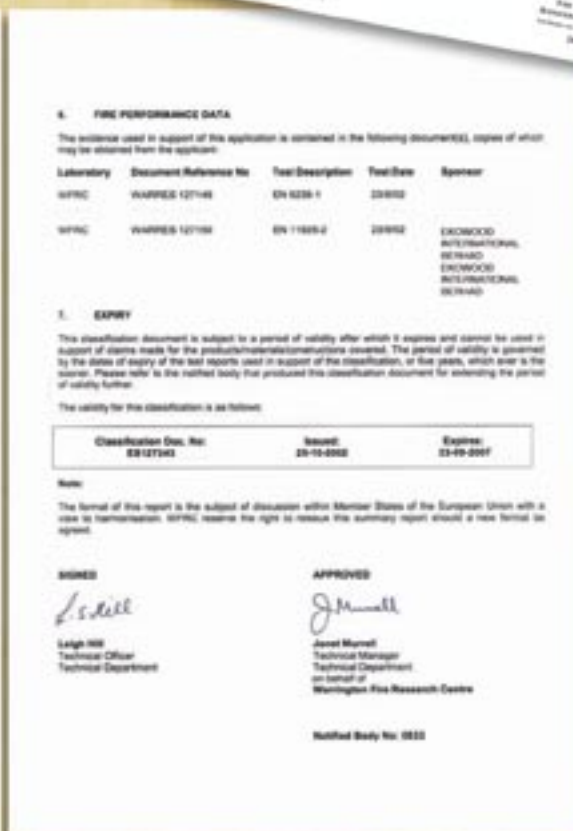 6. FIRE PERFORMANCE DATA
The evidence used in support of this application is contained in the following document(s), copies of which
may be obtained from the applicant:
Laboratory Document Reference No Test Description Test Date Sponsor
WFRC WARRES EN 9239-1
WFRC WARRES EN 11925-2 EKOWOOD
INTERNATIONAL
BERHAD
EKOWOOD
INTERNATIONAL
BERHAD
7. EXPIRY
This classification document is subject to a period of validity after which it expires and cannot be used in
support of claims made for the products/materials/constructions covered. The period of validity is governed
by the dates of expiry of the test reports used in support of the classification, or five years, which ever is the
sooner. Please refer to the notified body that produced this classification document for extending the period
of validity further.
The validity for this classification is as follows:
Classification Doc. No: Issued: Expires:
EB127343 25-10-2002 23-09-2007
Note:
The format of this report is the subject of discussion within Member States of the European Union with a
view to harmonisation. WFRC reserve the right to reissue this summary report should a new format be
agreed.
SIGNED APPROVED
Leigh Hill Janet Murrell
Technical Officer Technical Manager
Technical Department Technical Department
on behalf of
Warrington Fire Research Centre
Notified Body No: 0833